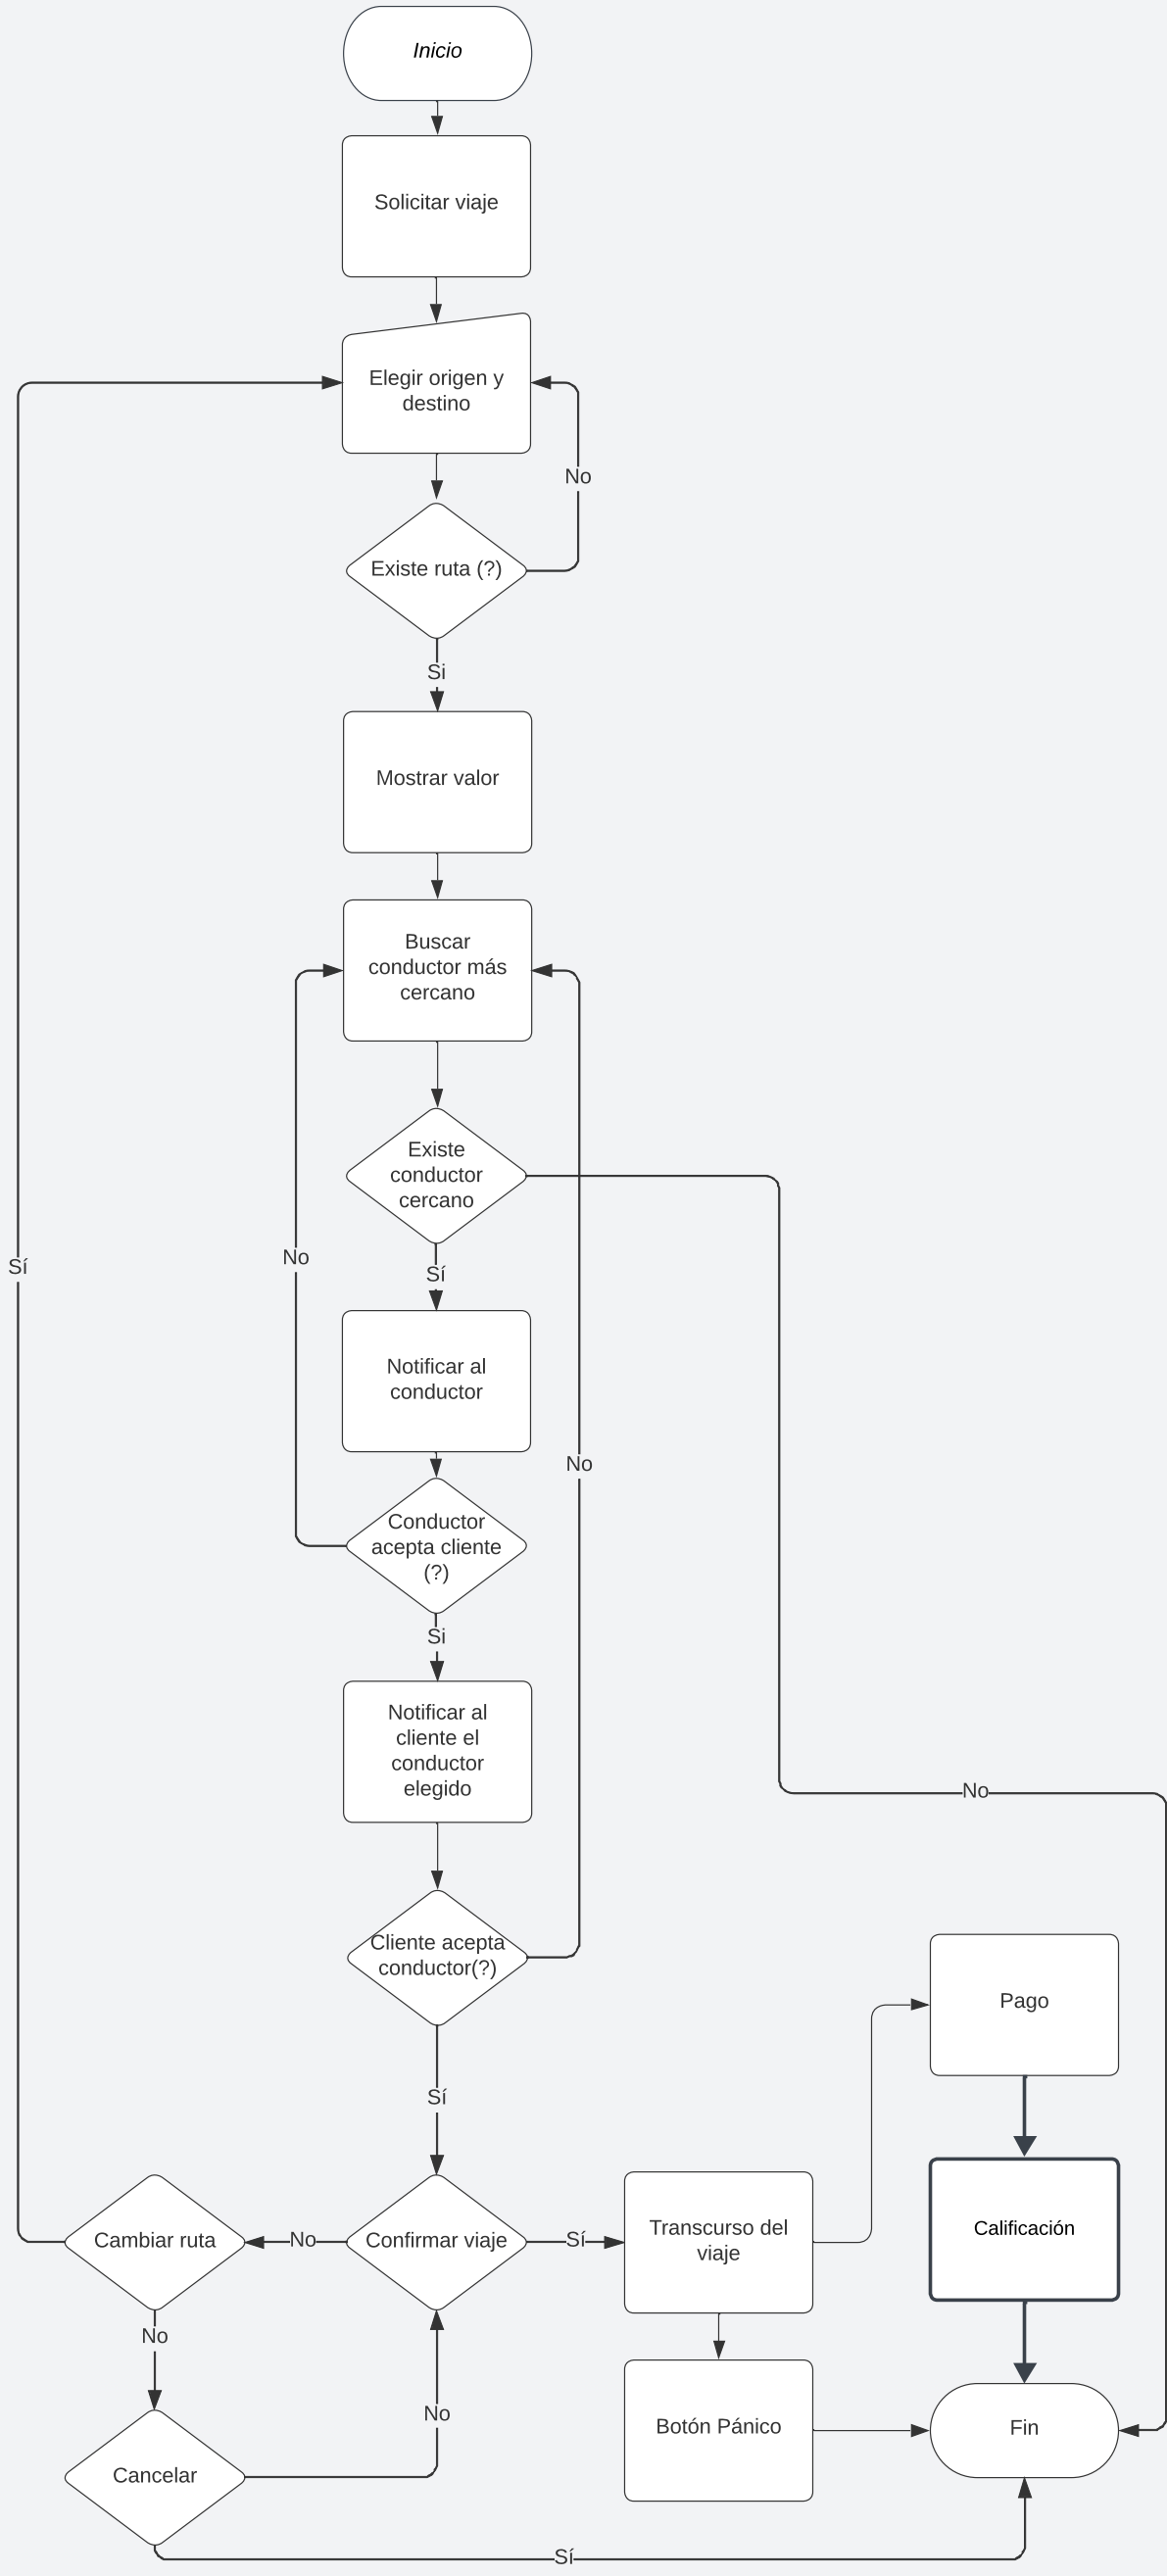 Inicio
Solicitar viaje
Elegir origen y
destino
No
Existe ruta (?)
Si
Mostrar valor
Buscar
conductor más
cercano
Existe
conductor
cercano
No
Sí
Sí
Notificar al
conductor
No
Conductor
acepta cliente
(?)
Si
Notificar al
cliente el
conductor
elegido
No
Cliente acepta
conductor(?)
Pago
Sí
Cambiar ruta
No
Confirmar viaje
Sí
Transcurso del
viaje
Calificación
No
No
Botón Pánico
Fin
Cancelar
Sí